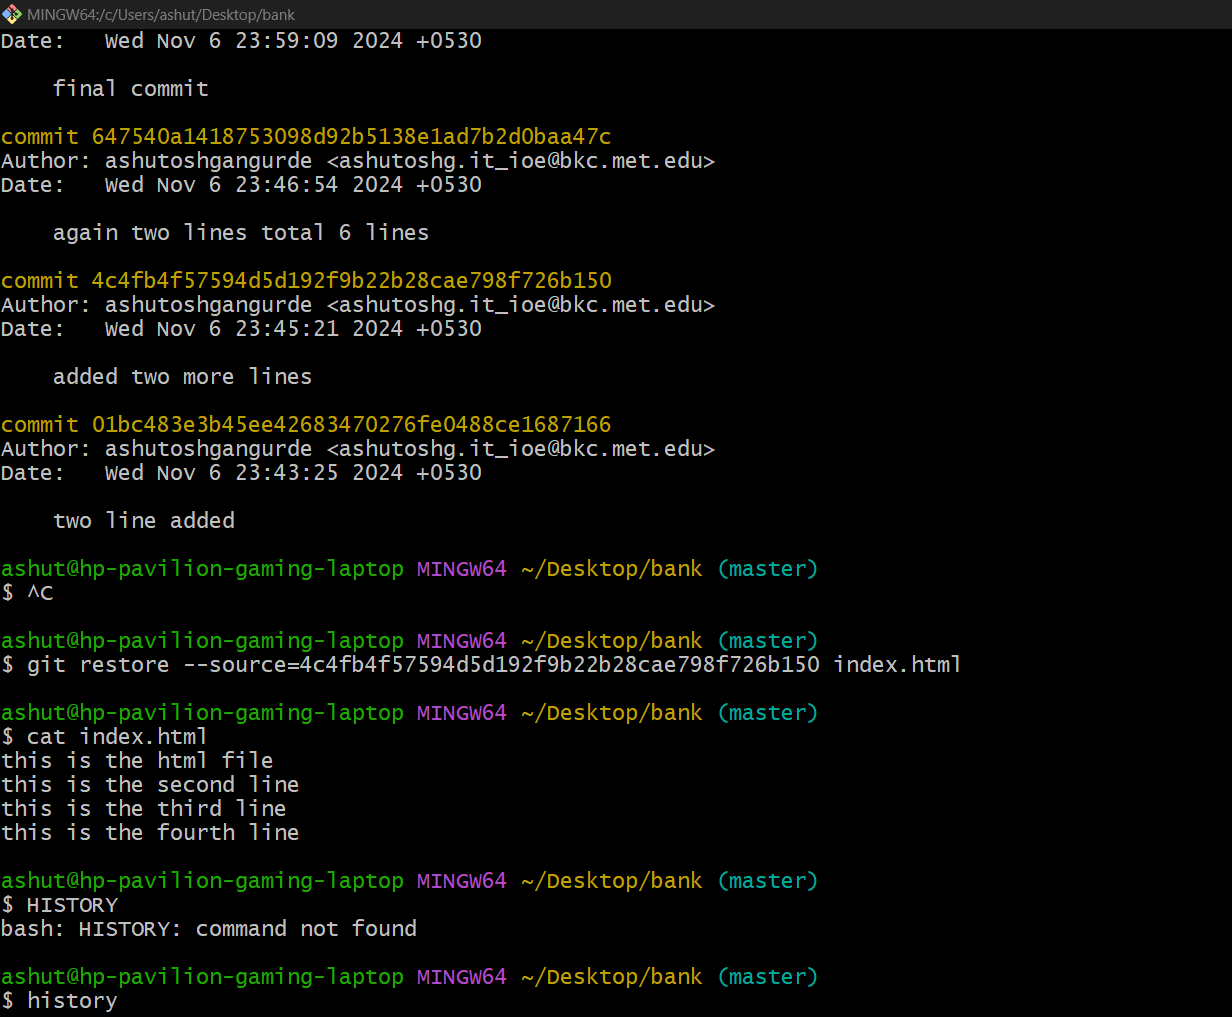 MINGW64:/c/Users/ashut/Desktop/bank
Date:   Wed Nov 6 23:59:09 2024 +0530
    final commit
commit 647540a1418753098d92b5138e1ad7b2d0baa47c
Author: ashutoshgangurde <ashutoshg.it_ioe@bkc.met.edu>
Date:   Wed Nov 6 23:46:54 2024 +0530
    again two lines total 6 lines
commit 4c4fb4f57594d5d192f9b22b28cae798f726b150
Author: ashutoshgangurde <ashutoshg.it_ioe@bkc.met.edu>
Date:   Wed Nov 6 23:45:21 2024 +0530
    added two more lines
commit 01bc483e3b45ee42683470276fe0488ce1687166
Author: ashutoshgangurde <ashutoshg.it_ioe@bkc.met.edu>
Date:   Wed Nov 6 23:43:25 2024 +0530
    two line added
ashut@hp-pavilion-gaming-laptop MINGW64 ~/Desktop/bank (master)
$ ^C
ashut@hp-pavilion-gaming-laptop MINGW64 ~/Desktop/bank (master)
$ git restore --source=4c4fb4f57594d5d192f9b22b28cae798f726b150 index.html
ashut@hp-pavilion-gaming-laptop MINGW64 ~/Desktop/bank (master)
$ cat index.html
this is the html file
this is the second line
this is the third line
this is the fourth line
ashut@hp-pavilion-gaming-laptop MINGW64 ~/Desktop/bank (master)
$ HISTORY
bash: HISTORY: command not found
ashut@hp-pavilion-gaming-laptop MINGW64 ~/Desktop/bank (master)
$ history